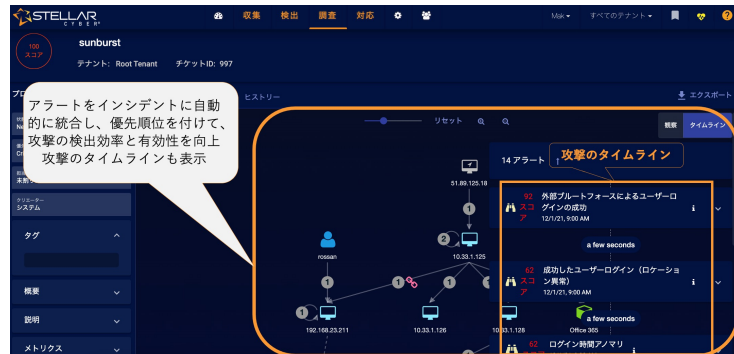 STELLAR
CYBER
収集
検出
調査
対応
Mak
すべてのテナント
100
スコア
sunburst
テナント: Root Tenant
チケットID: 997
ヒストリー
エクスポート
アラートをインシデントに自動
的に統合し、優先順位を付けて、
攻撃の検出効率と有効性を向上
攻撃のタイムラインも表示
クリエーター
システム
タグ
概要
説明
メトリクス
リセット
観察
タイムライン
51.89.125.18
1
2
10.33.1.125
rossan
1
1
1
1
192.168.23.211
10.33.1.126
10.33.1.128
Office 365
14アラート
攻撃のタイムライン
92
スコ
ア
外部ブルートフォースによるユーザーロ
グインの成功
12/1/21, 9:00 AM
a few seconds
62
スコ
ア
成功したユーザーログイン（ロケーショ
ン異常）
12/1/21, 9:00 AM
a few seconds
62
ログイン時間アノマリ